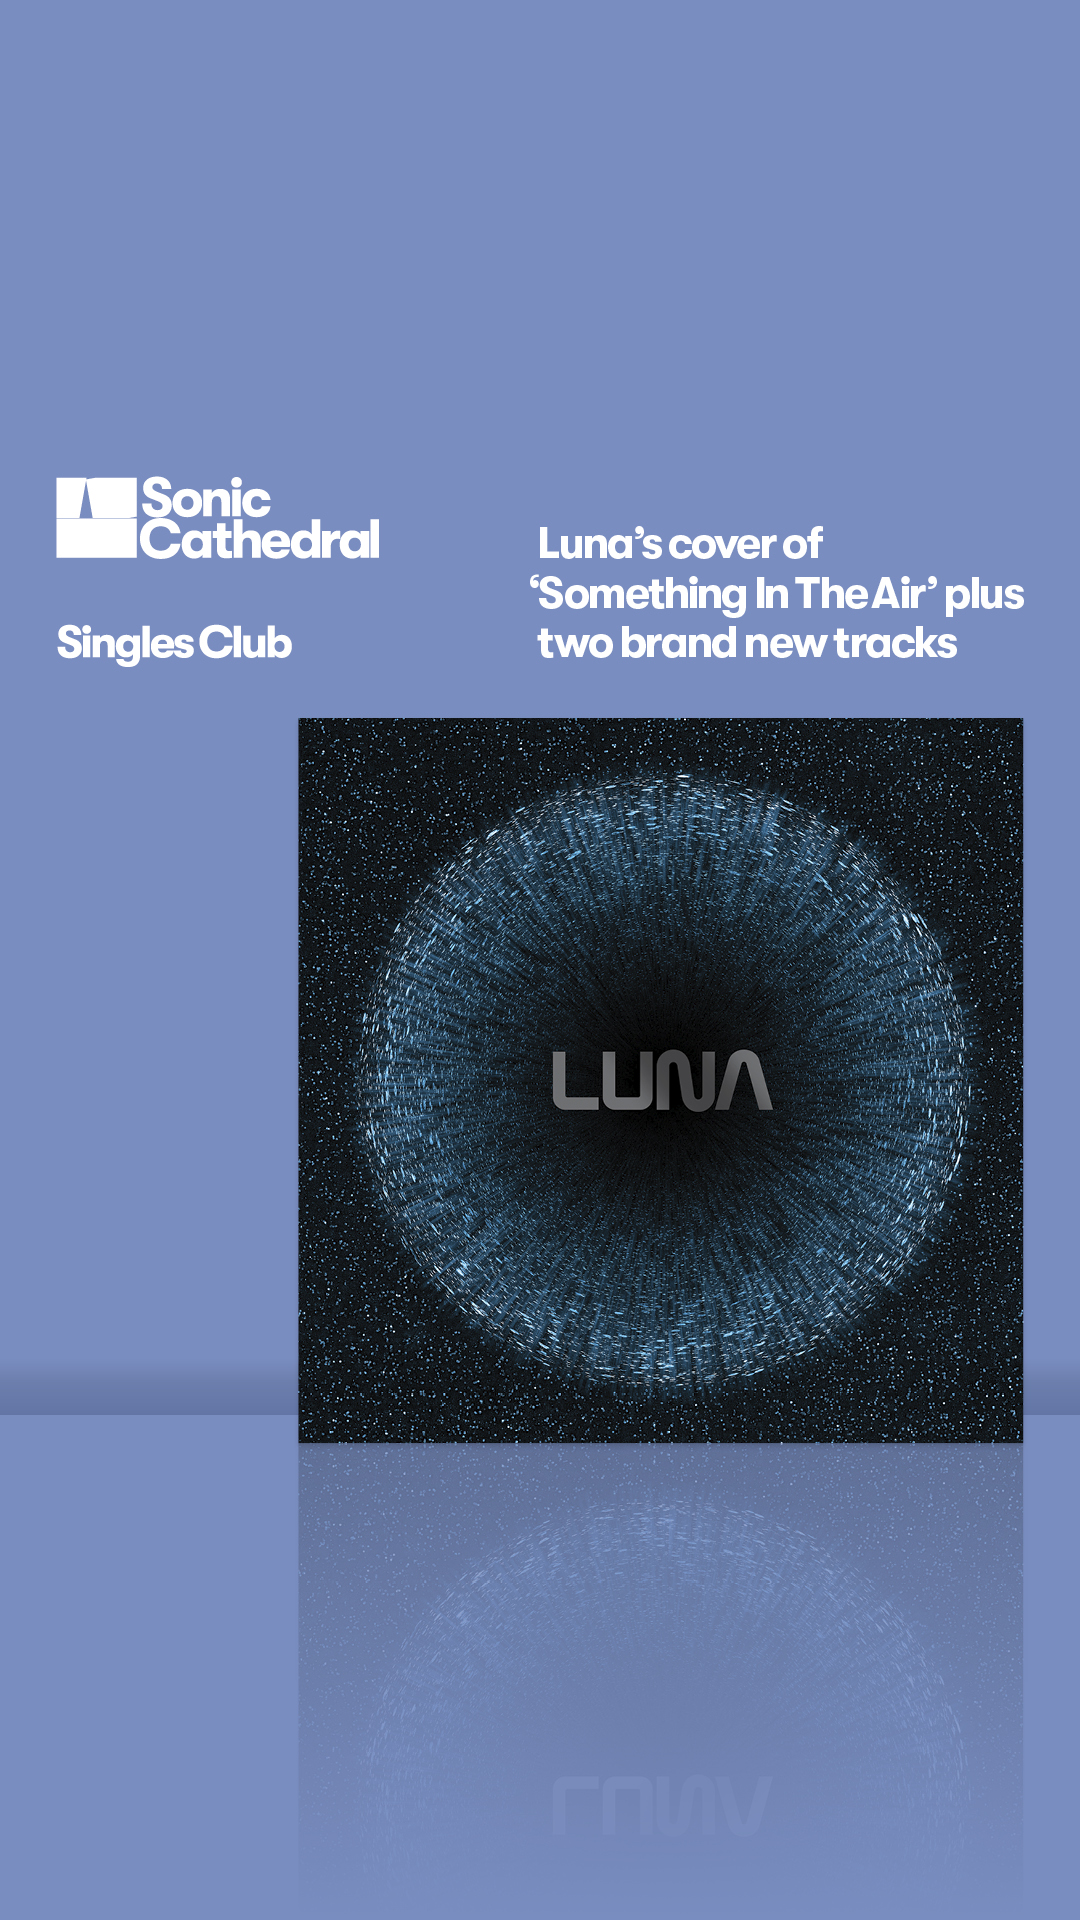 Sonic
Cathedral
Singles Club
Luna’s cover of
‘Something In The Air’ plus
two brand new tracks
LUNA